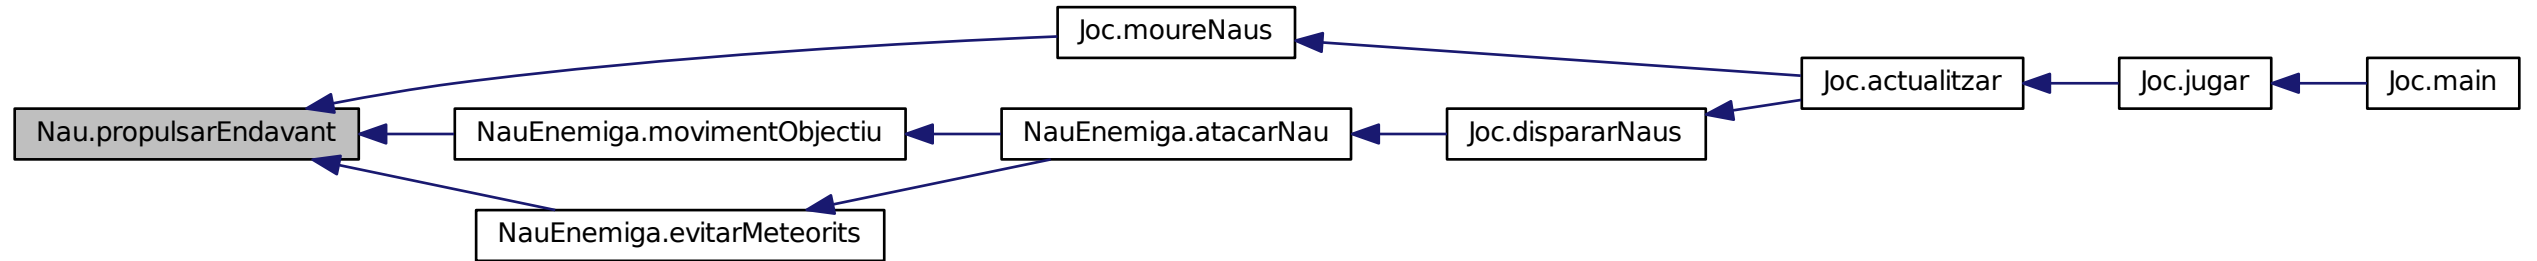 Joc.moureNaus
Joc.actualitzar
Joc.jugar
Joc.main
Nau.propulsarEndavant
NauEnemiga.movimentObjectiu
NauEnemiga.atacarNau
Joc.dispararNaus
NauEnemiga.evitarMeteorits